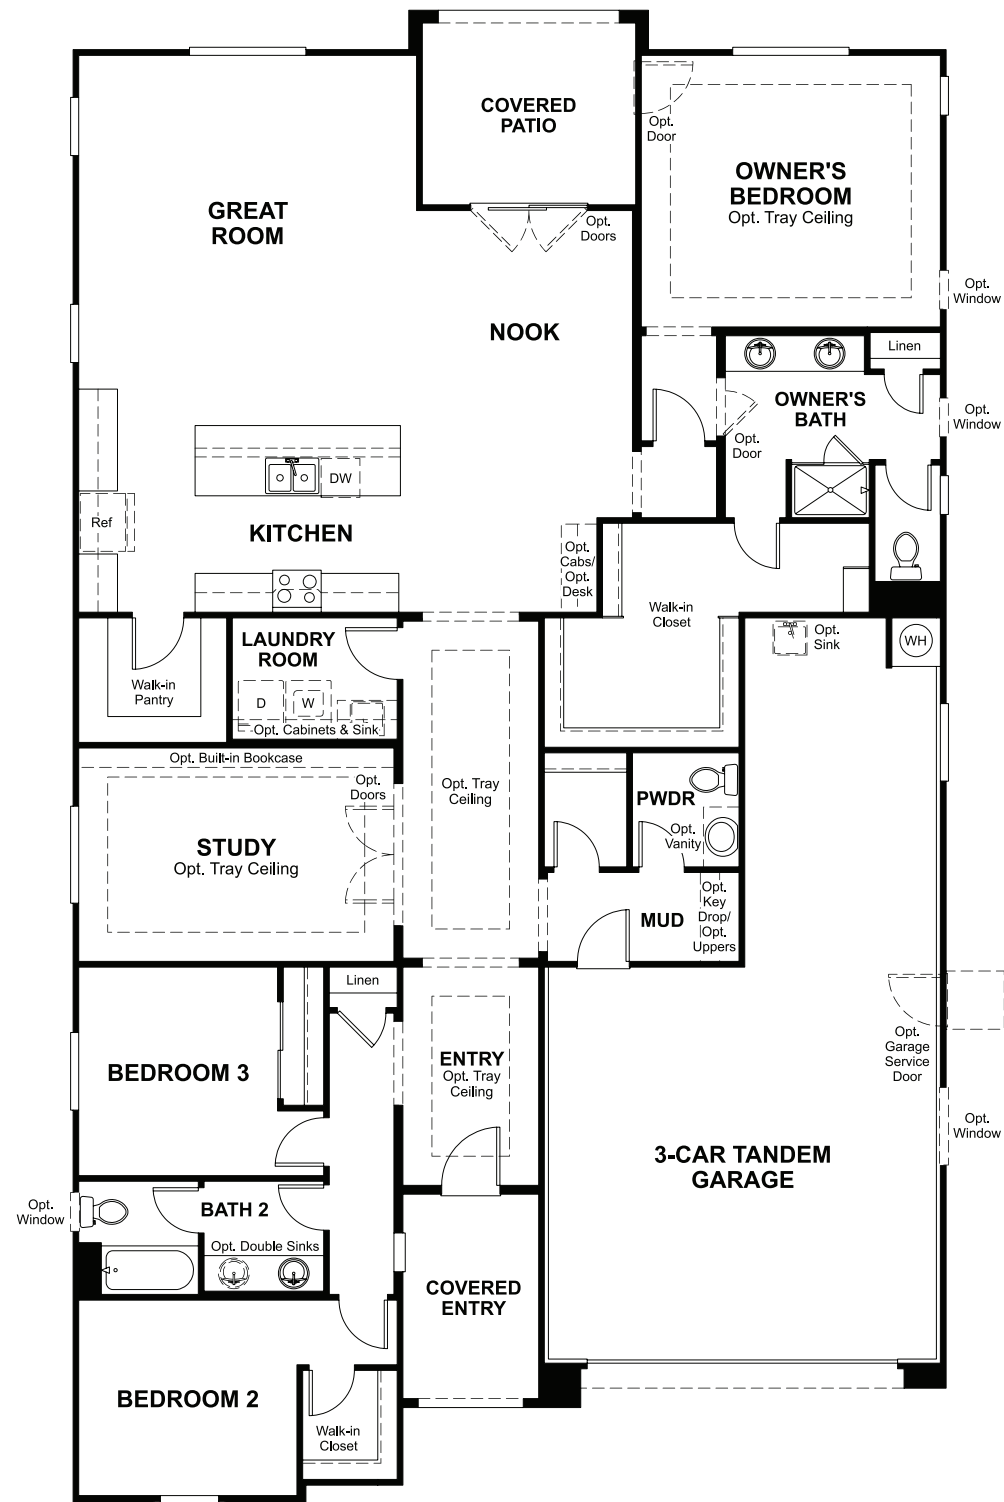 COVERED
PATIO
Opt.
Door
OWNER'S
BEDROOM
Opt. Tray Ceiling
GREAT
ROOM
Opt.
Doors
Opt.
Window
NOOK
Linen
OWNER'S
BATH
Opt.
Window
Opt.
Door
DW
Ref
KITCHEN
Opt.
Cabs/
Opt.
Desk
Walk-in
Closet
LAUNDRY
ROOM
Opt.
Sink
WH
Walk-in
Pantry
D
W
Opt. Cabinets & Sink
Opt. Built-in Bookcase
Opt.
Doors
Opt. Tray
Ceiling
PWDR
Opt.
Vanity
STUDY
Opt. Tray Ceiling
MUD
Opt.
Key
Drop/
Opt.
Uppers
Linen
BEDROOM 3
ENTRY
Opt. Tray
Ceiling
Opt.
Garage
Service
Door
Opt.
Window
3-CAR TANDEM
GARAGE
Opt.
Window
BATH 2
Opt. Double Sinks
COVERED
ENTRY
BEDROOM 2
Walk-in
Closet